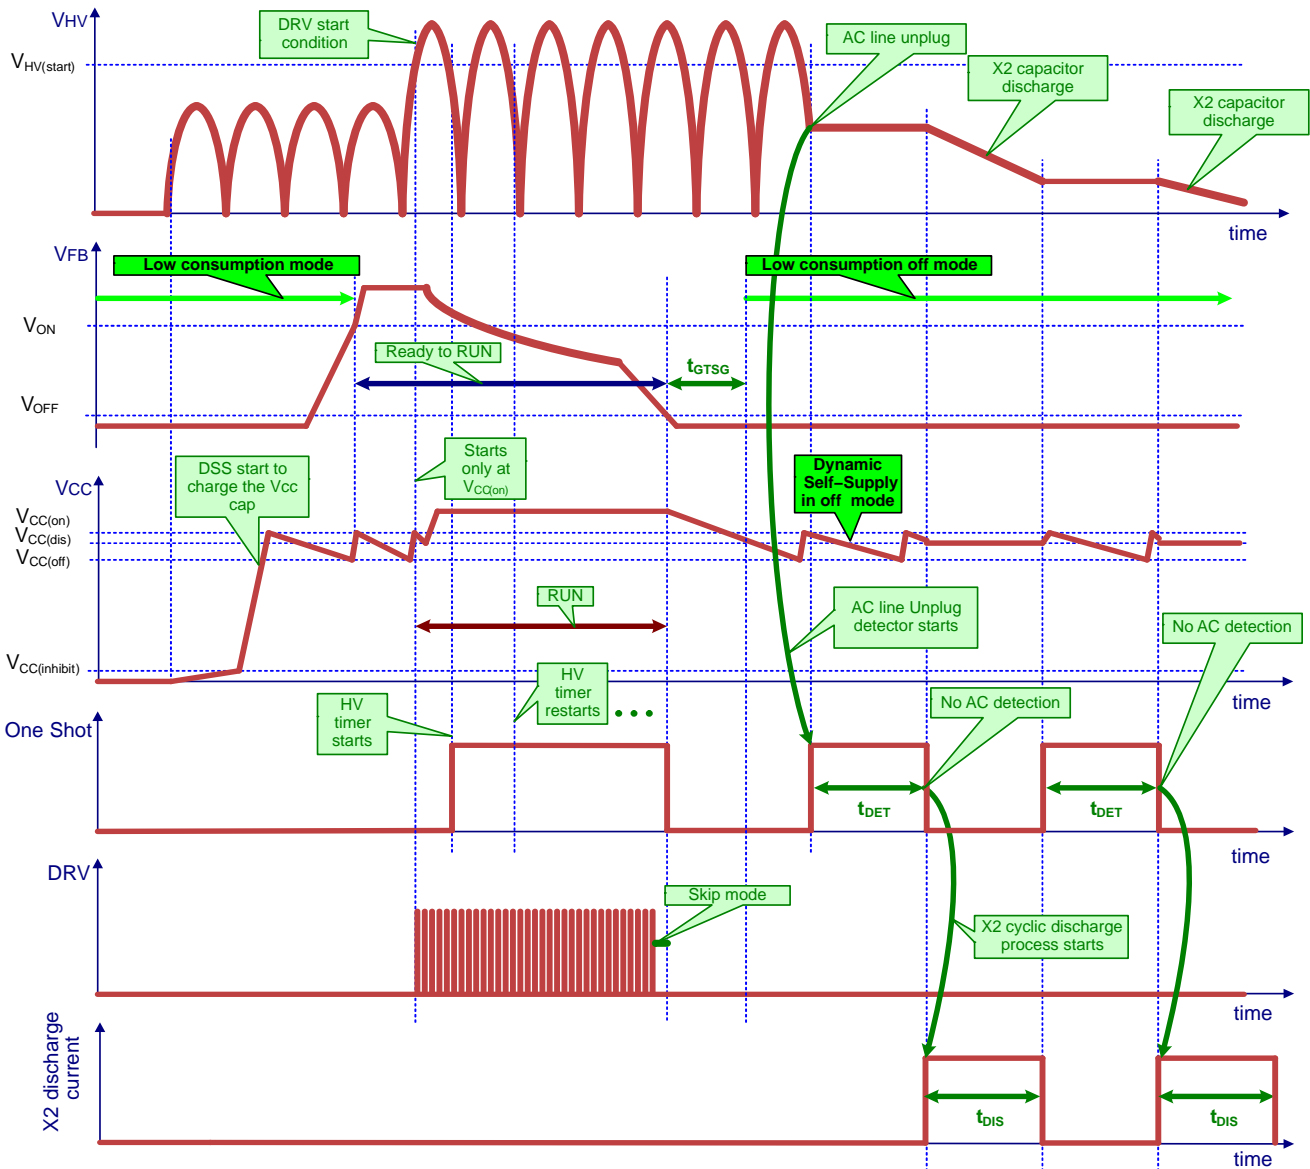 VHV
DRV start
condition
AC line unplug
VHV(start)
X2 capacitor
discharge
X2 capacitor
discharge
time
VFB
Low consumption mode
Low consumption off mode
VON
Ready to RUN
tGTSG
VOFF
Starts
only at
VCC(on)
DSS start to
charge the Vcc
cap
Dynamic
Self-Supply
in off mode
VCC
VCC(on)
VCC(dis)
VCC(off)
RUN
AC line Unplug
detector starts
No AC detection
VCC(inhibit)
time
HV
timer
restarts
HV
timer
starts
No AC detection
One Shot
tDET
tDET
time
DRV
Skip mode
X2 cyclic discharge
process starts
time
X2 discharge
current
tDIS
tDIS
time